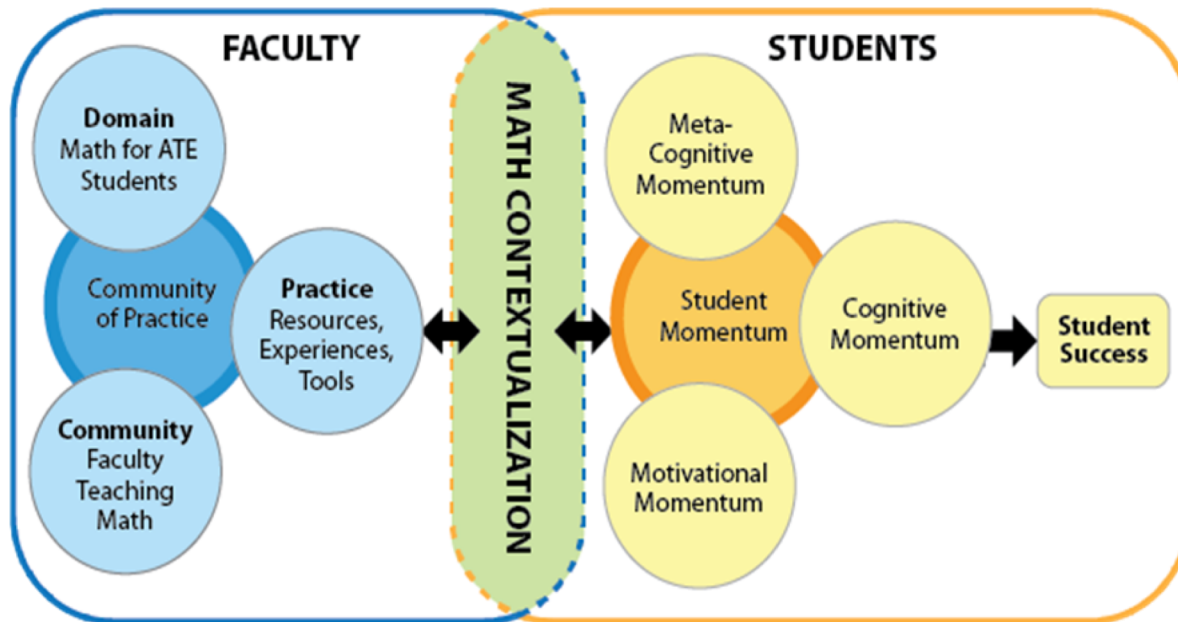 FACULTY
Domain
Math for ATE
Students
Community
of Practice
Practice
Resources,
Experiences,
Tools
Community
Faculty
Teaching
Math
MATH CONTEXTUALIZATION
STUDENTS
Meta-
Cognitive
Momentum
Student
Momentum
Cognitive
Momentum
Motivational
Momentum
Student
Success